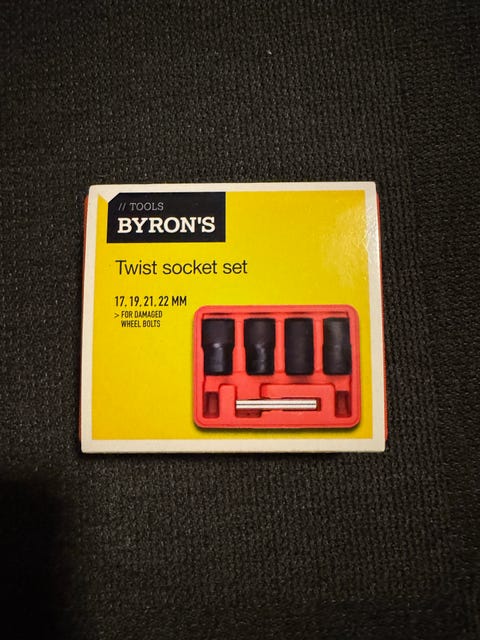 // TOOLS
BYRON'S
Twist socket set
17, 19, 21, 22 MM
> FOR DAMAGED
WHEEL BOLTS